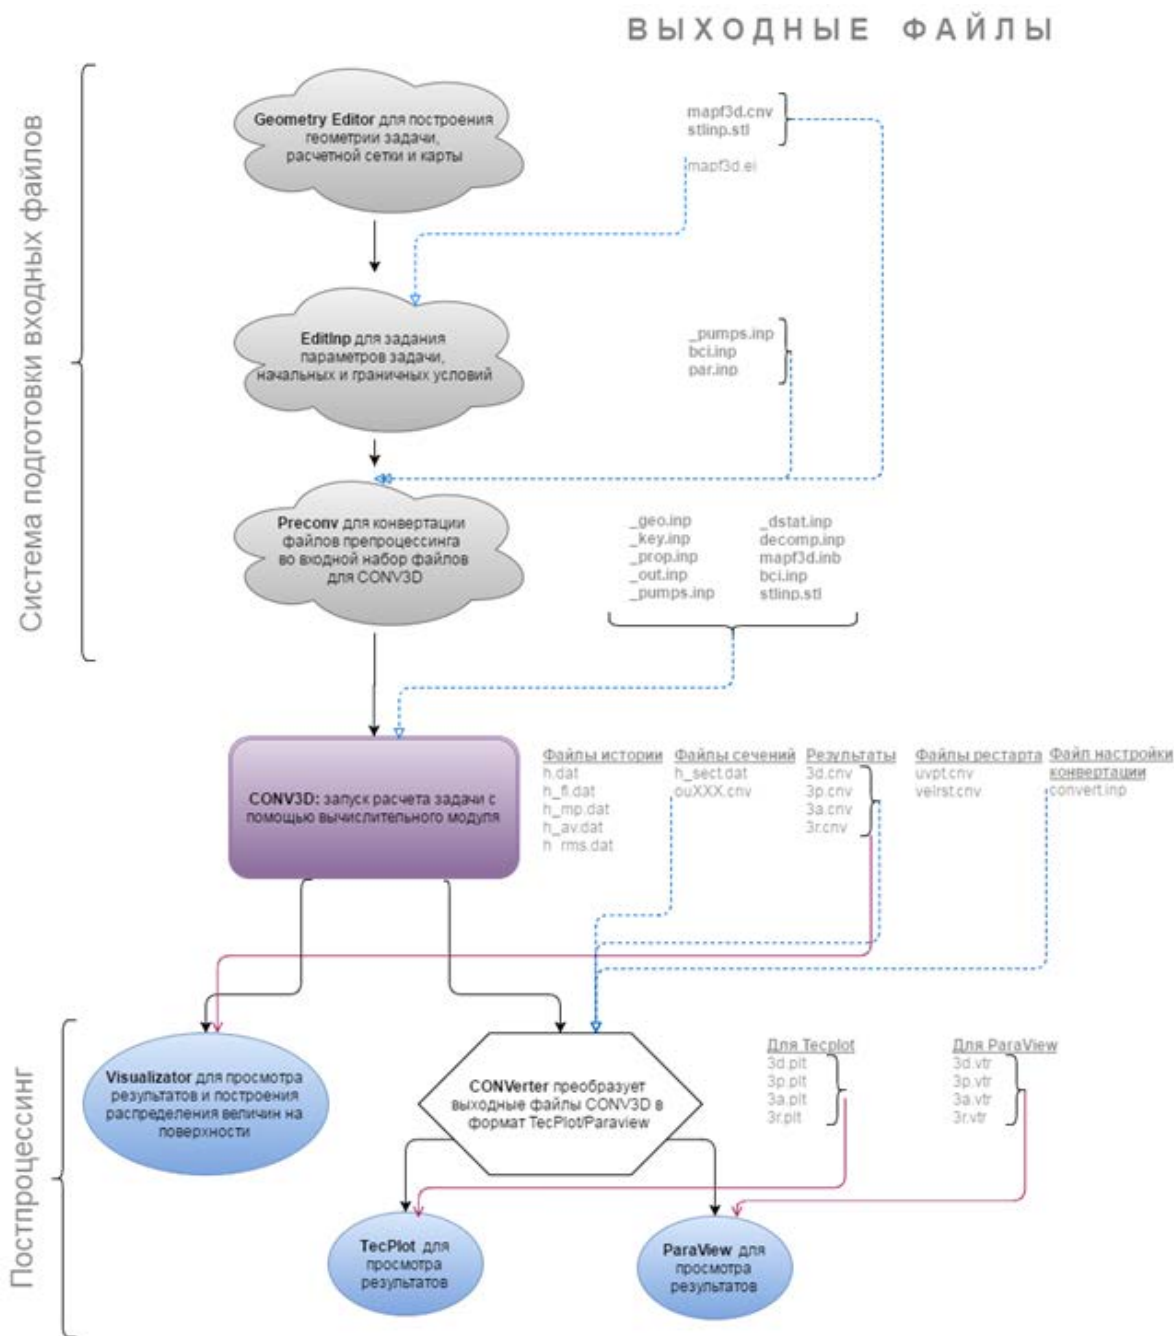 ВЫХОДНЫЕ ФАЙЛЫ
Система подготовки входных файлов
Geometry Editor для построения
геометрии задачи,
расчетной сетки и карты
mapf3d.cnv
stlinp.stl
mapf3d.ei
EditInp для задания
параметров задачи,
начальных и граничных условий
_pumps.inp
bci.inp
par.inp
Preconv для конвертации
файлов препроцессинга
во входной набор файлов
для CONV3D
_geo.inp
_key.inp
_prop.inp
_out.inp
_pumps.inp
_dstat.inp
decomp.inp
mapf3d.inb
bci.inp
stlinp.stl
CONV3D: запуск расчета задачи с
помощью вычислительного модуля
Файлы истории
h.dat
h_fl.dat
h_mp.dat
h_av.dat
h_rms.dat
Файлы сечений
h_sect.dat
ouXXX.cnv
Результаты
3d.cnv
3p.cnv
3a.cnv
3r.cnv
Файлы рестарта
uvpt.cnv
velrst.cnv
Файл настройки
конвертации
convert.inp
Постпроцессинг
Visualizator для просмотра
результатов и построения
распределения величин на
поверхности
CONVerter преобразует
выходные файлы CONV3D в
формат TecPlot/Paraview
Для Tecplot
3d.plt
3p.plt
3a.plt
3r.plt
Для ParaView
3d.vtr
3p.vtr
3a.vtr
3r.vtr
TecPlot для
просмотра
результатов
ParaView для
просмотра
результатов